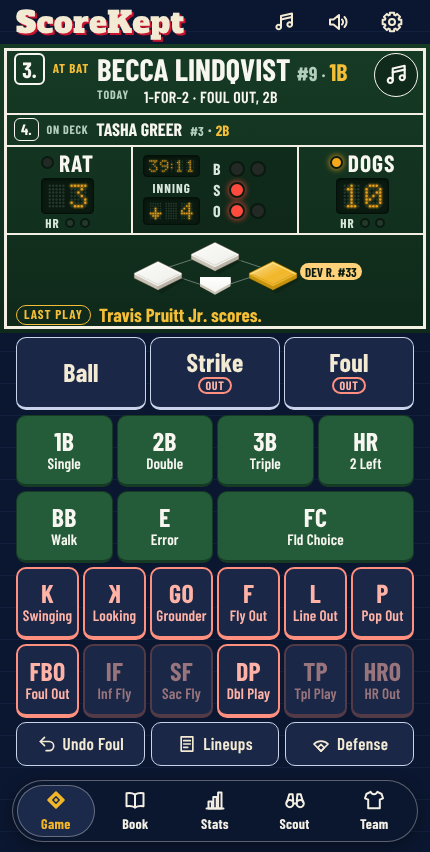 ScoreKept
3. AT BAT BECCA LINDQVIST #9 · 1B
TODAY 1-FOR-2 · FOUL OUT, 2B
4. ON DECK TASHA GREER #3 · 2B
RAT
3
HR
39:11
INNING
4
B
S
O
DOGS
10
HR
DEV R. #33
LAST PLAY Travis Pruitt Jr. scores.
Ball
Strike
OUT
Foul
OUT
1B
Single
2B
Double
3B
Triple
HR
2 Left
BB
Walk
E
Error
FC
Fld Choice
K
Swinging
ꓘ
Looking
GO
Grounder
F
Fly Out
L
Line Out
P
Pop Out
FBO
Foul Out
IF
Inf Fly
SF
Sac Fly
DP
Dbl Play
TP
Tpl Play
HRO
HR Out
Undo Foul
Lineups
Defense
Game
Book
Stats
Scout
Team